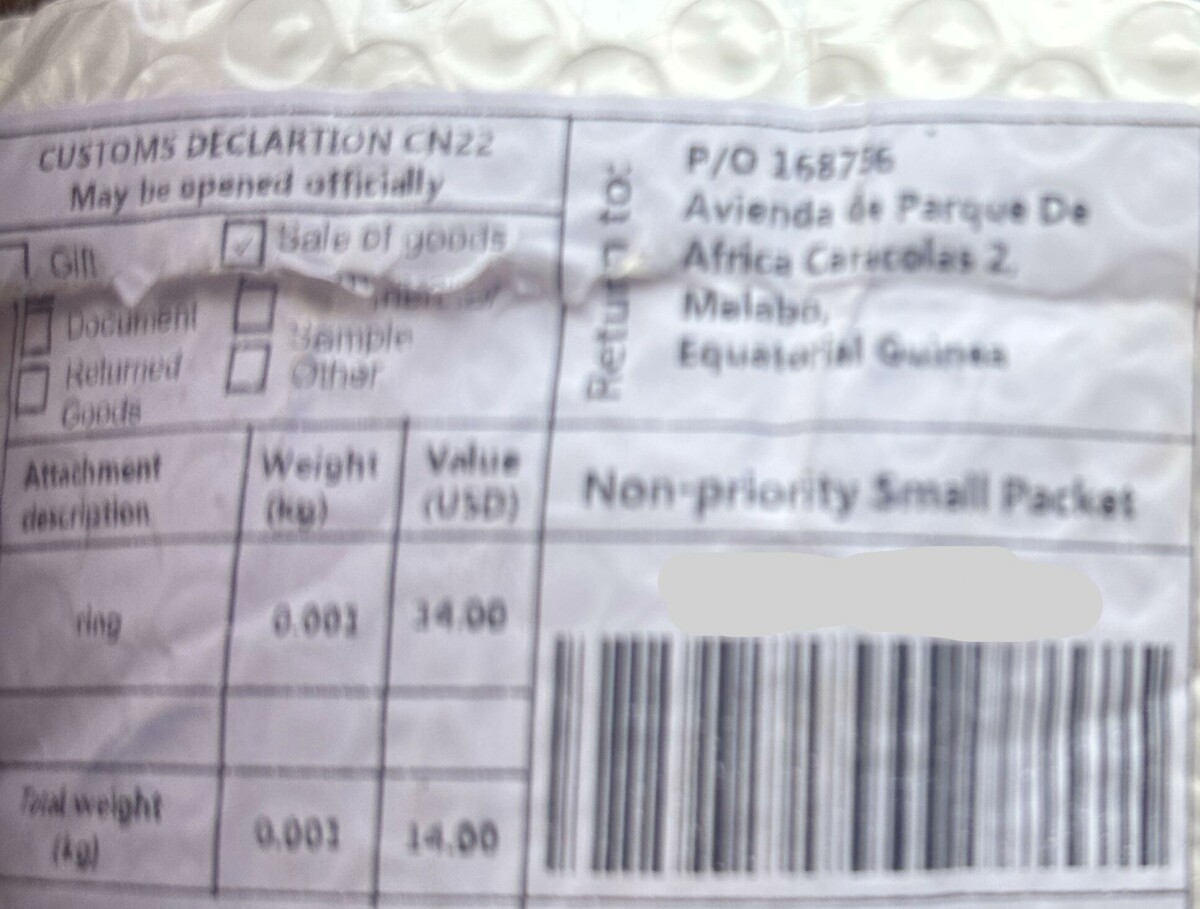 CUSTOMS DECLARTION CN22
May be opened officially
Gift
Sale of goods
Document
Sample
Returned
Goods
Other
Return to:
P/O 168756
Avienda de Parque De
Africa Caracolas 2,
Malabo,
Equatorial Guinea
Attachment
description
Weight
(kg)
Value
(USD)
Non-priority Small Packet
ring
0.001
14.00
Total weight
(kg)
0.001
14.00